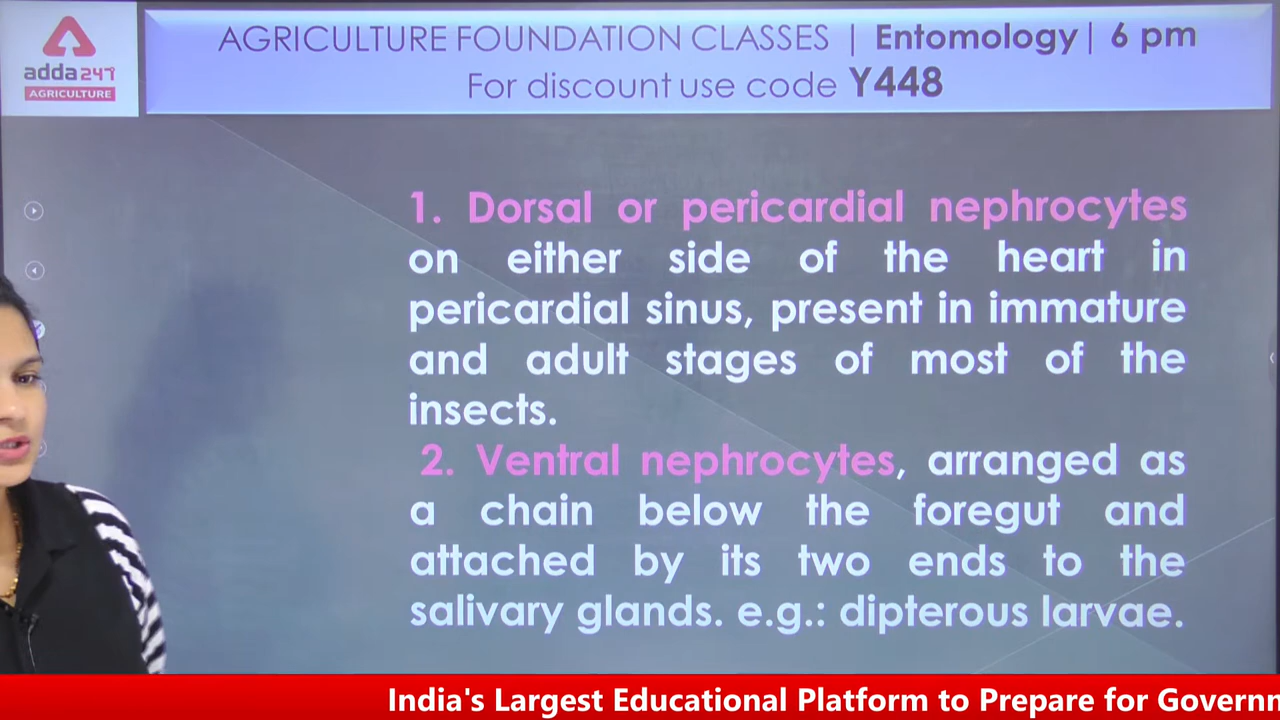 adda247
AGRICULTURE
AGRICULTURE FOUNDATION CLASSES | Entomology| 6 pm
For discount use code Y448
1. Dorsal or pericardial nephrocytes
on either side of the heart in
pericardial sinus, present in immature
and adult stages of most of the
insects.
2. Ventral nephrocytes, arranged as
a chain below the foregut and
attached by its two ends to the
salivary glands. e.g.: dipterous larvae.
India's Largest Educational Platform to Prepare for